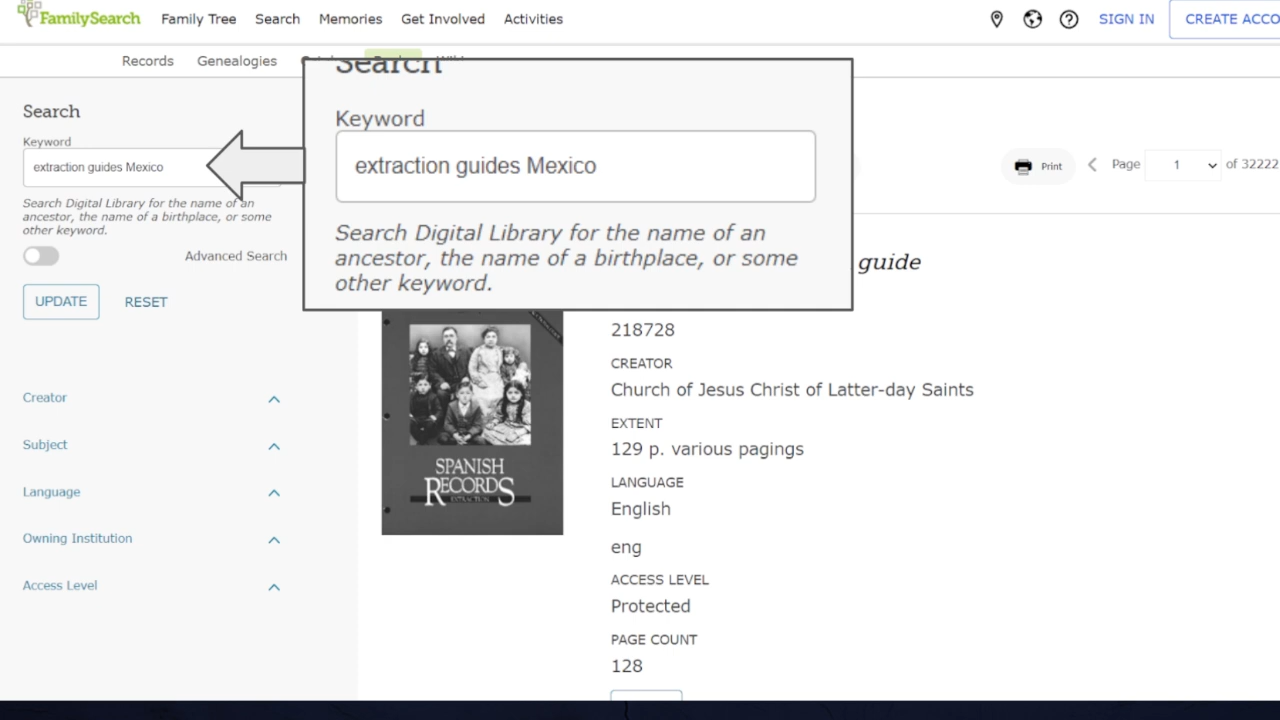 FamilySearch Family Tree Search Memories Get Involved Activities SIGN IN CREATE ACCO
Records Genealogies
Search
Keyword
extraction guides Mexico
Search Digital Library for the name of an
ancestor, the name of a birthplace, or some
other keyword.
Advanced Search
UPDATE RESET
Creator
Subject
Language
Owning Institution
Access Level
Search
Keyword
extraction guides Mexico
Search Digital Library for the name of an
ancestor, the name of a birthplace, or some
other keyword.
Print Page 1 of 32222
guide
SPANISH
RECORDS
EXTRACTION
218728
CREATOR
Church of Jesus Christ of Latter-day Saints
EXTENT
129 p. various pagings
LANGUAGE
English
eng
ACCESS LEVEL
Protected
PAGE COUNT
128